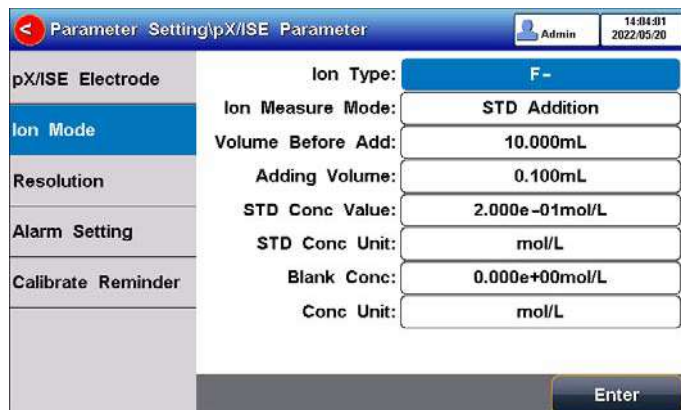 < Parameter Setting\pX/ISE Parameter
Admin
14:04:01
2022/05/20
pX/ISE Electrode
Ion Mode
Resolution
Alarm Setting
Calibrate Reminder
Ion Type: F-
Ion Measure Mode: STD Addition
Volume Before Add: 10.000mL
Adding Volume: 0.100mL
STD Conc Value: 2.000e-01mol/L
STD Conc Unit: mol/L
Blank Conc: 0.000e+00mol/L
Conc Unit: mol/L
Enter